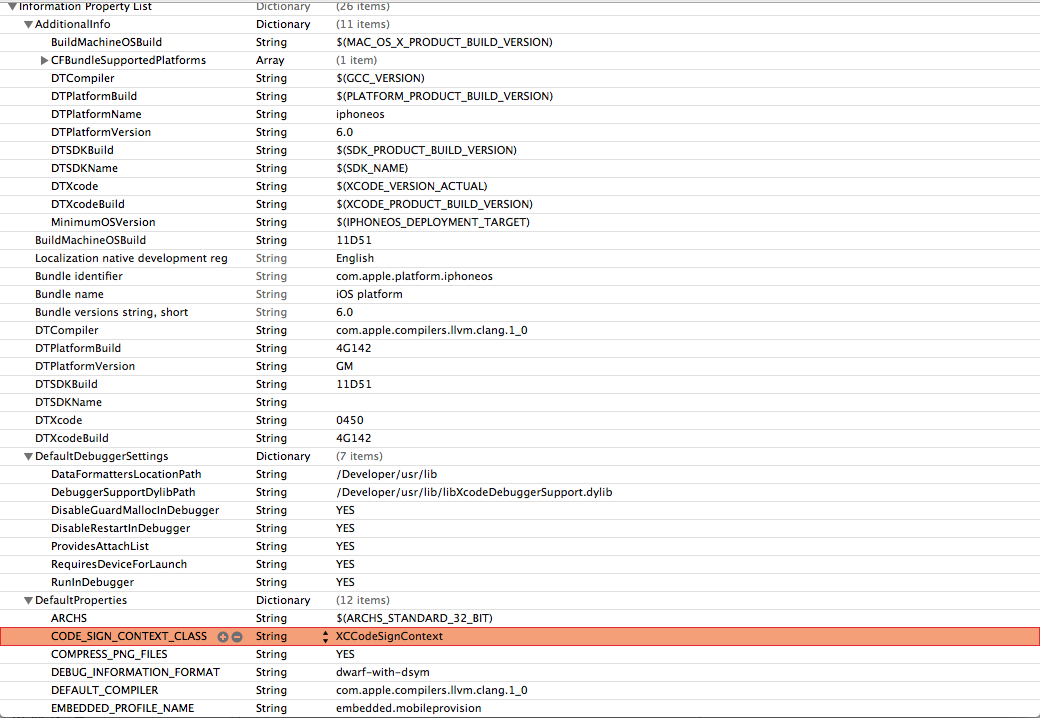 Information Property List Dictionary (26 items)
AdditionalInfo Dictionary (11 items)
BuildMachineOSBuild String $(MAC_OS_X_PRODUCT_BUILD_VERSION)
CFBundleSupportedPlatforms Array (1 item)
DTCompiler String $(GCC_VERSION)
DTPlatformBuild String $(PLATFORM_PRODUCT_BUILD_VERSION)
DTPlatformName String iphoneos
DTPlatformVersion String 6.0
DTSDKBuild String $(SDK_PRODUCT_BUILD_VERSION)
DTSDKName String $(SDK_NAME)
DTXcode String $(XCODE_VERSION_ACTUAL)
DTXcodeBuild String $(XCODE_PRODUCT_BUILD_VERSION)
MinimumOSVersion String $(IPHONEOS_DEPLOYMENT_TARGET)
BuildMachineOSBuild String 11D51
Localization native development reg String English
Bundle identifier String com.apple.platform.iphoneos
Bundle name String iOS platform
Bundle versions string, short String 6.0
DTCompiler String com.apple.compilers.llvm.clang.1_0
DTPlatformBuild String 4G142
DTPlatformVersion String GM
DTSDKBuild String 11D51
DTSDKName String
DTXcode String 0450
DTXcodeBuild String 4G142
DefaultDebuggerSettings Dictionary (7 items)
DataFormattersLocationPath String /Developer/usr/lib
DebuggerSupportDylibPath String /Developer/usr/lib/libXcodeDebuggerSupport.dylib
DisableGuardMallocInDebugger String YES
DisableRestartInDebugger String YES
ProvidesAttachList String YES
RequiresDeviceForLaunch String YES
RunInDebugger String YES
DefaultProperties Dictionary (12 items)
ARCHS String $(ARCHS_STANDARD_32_BIT)
CODE_SIGN_CONTEXT_CLASS String XCCodeSignContext
COMPRESS_PNG_FILES String YES
DEBUG_INFORMATION_FORMAT String dwarf-with-dsym
DEFAULT_COMPILER String com.apple.compilers.llvm.clang.1_0
EMBEDDED_PROFILE_NAME String embedded.mobileprovision